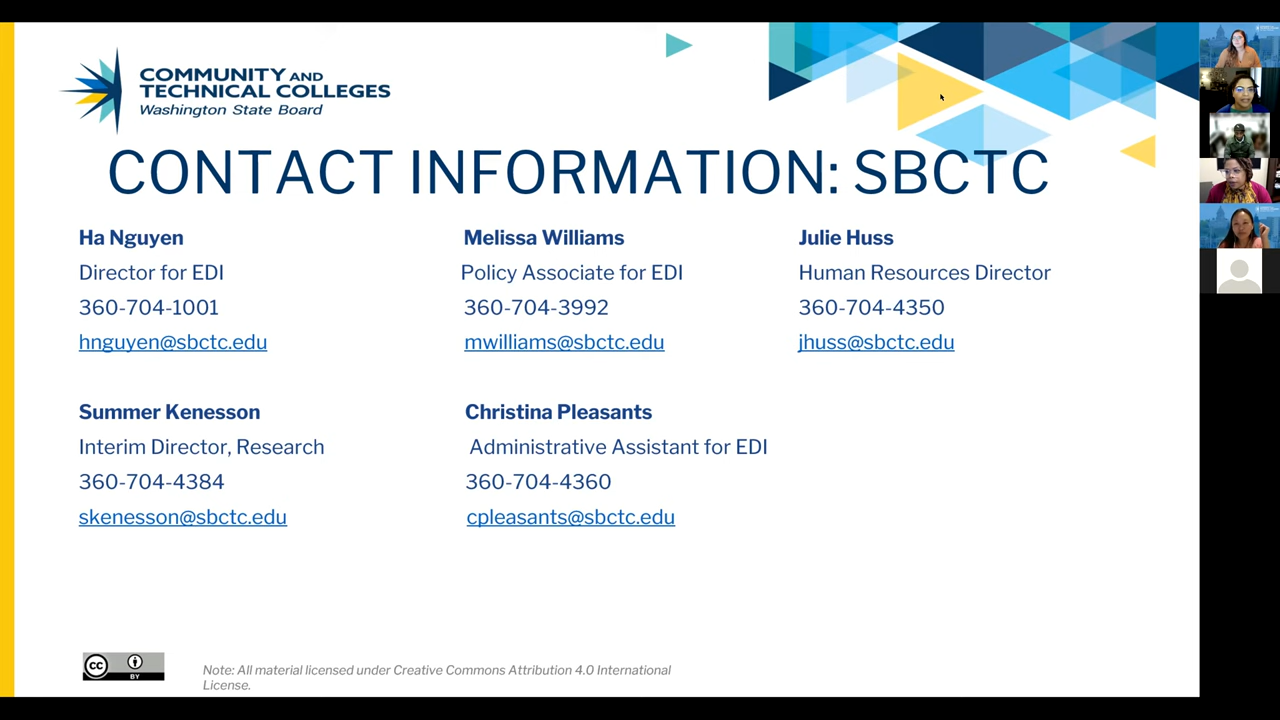 COMMUNITY AND
TECHNICAL COLLEGES
Washington State Board
CONTACT INFORMATION: SBCTC
Ha Nguyen
Director for EDI
360-704-1001
hnguyen@sbctc.edu
Melissa Williams
Policy Associate for EDI
360-704-3992
mwilliams@sbctc.edu
Julie Huss
Human Resources Director
360-704-4350
jhuss@sbctc.edu
Summer Kenesson
Interim Director, Research
360-704-4384
skenesson@sbctc.edu
Christina Pleasants
Administrative Assistant for EDI
360-704-4360
cpleasants@sbctc.edu
CC
BY
Note: All material licensed under Creative Commons Attribution 4.0 International
License.